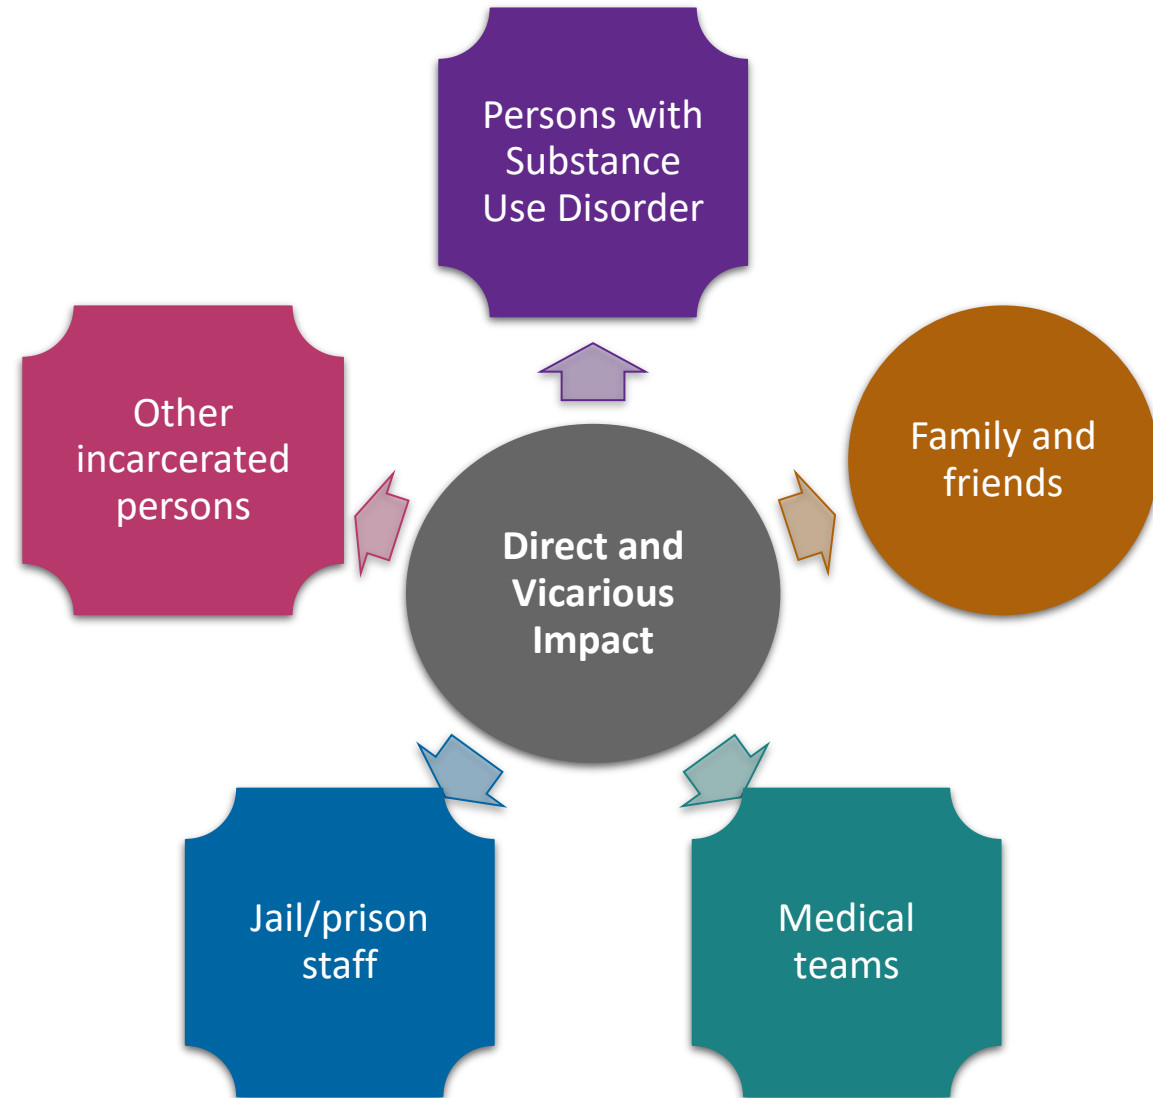 Persons with
Substance
Use Disorder
Other
incarcerated
persons
Family and
friends
Direct and
Vicarious
Impact
Jail/prison
staff
Medical
teams